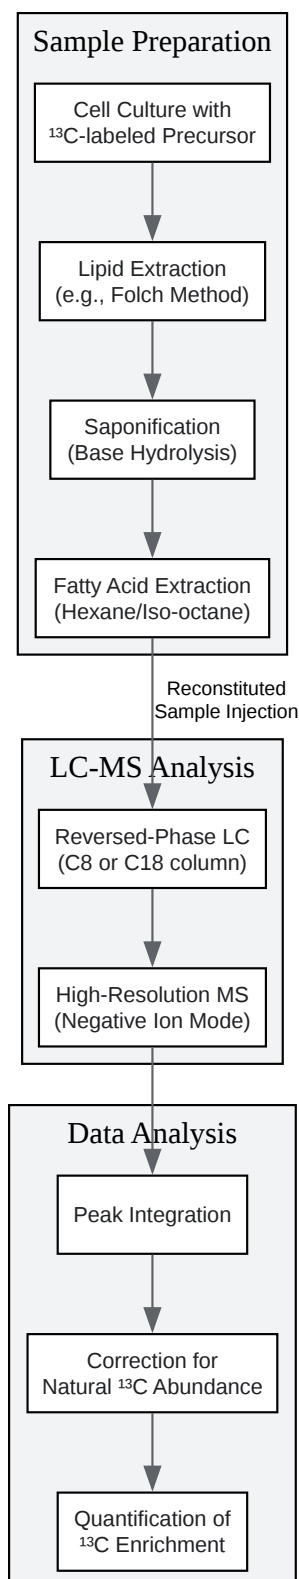 Sample Preparation
Cell Culture with
¹³C-labeled Precursor
Lipid Extraction
(e.g., Folch Method)
Saponification
(Base Hydrolysis)
Fatty Acid Extraction
(Hexane/Iso-octane)
Reconstituted
Sample Injection
LC-MS Analysis
Reversed-Phase LC
(C8 or C18 column)
High-Resolution MS
(Negative Ion Mode)
Data Analysis
Peak Integration
Correction for
Natural ¹³C Abundance
Quantification of
¹³C Enrichment